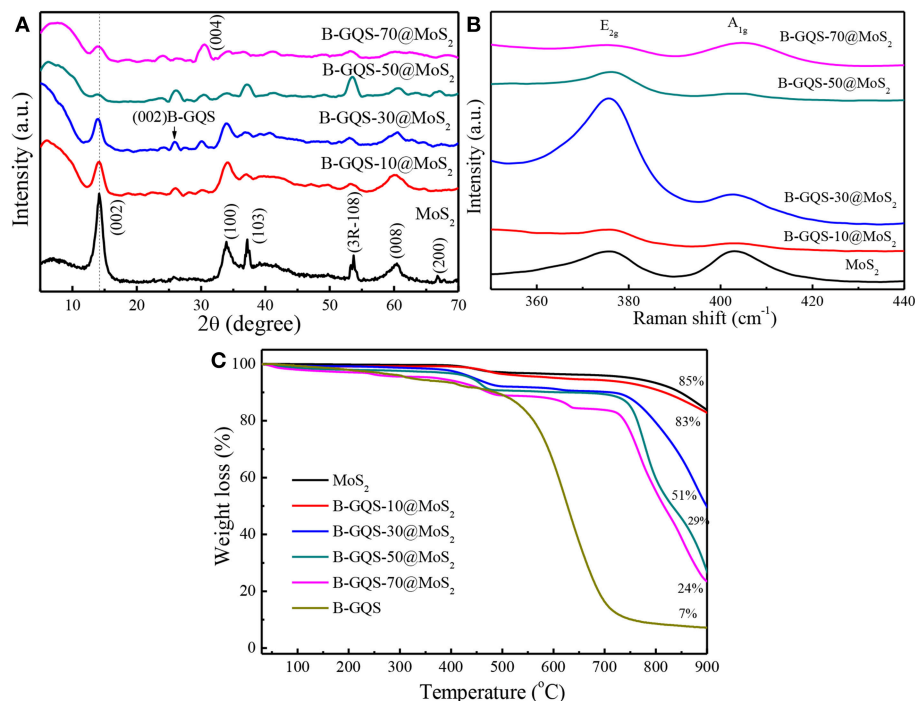 A
B-GQS-70@MoS₂
(004)
B-GQS-50@MoS₂
(002)B-GQS
B-GQS-30@MoS₂
B-GQS-10@MoS₂
MoS₂
(002)
(100)
(103)
(3R-108)
(008)
(200)
Intensity (a.u.)
10 20 30 40 50 60 70
2θ (degree)
B
E₂g
A₁g
B-GQS-70@MoS₂
B-GQS-50@MoS₂
B-GQS-30@MoS₂
B-GQS-10@MoS₂
MoS₂
Intensity (a.u.)
360 380 400 420 440
Raman shift (cm⁻¹)
C
100
80
60
40
20
0
Weight loss (%)
MoS₂
B-GQS-10@MoS₂
B-GQS-30@MoS₂
B-GQS-50@MoS₂
B-GQS-70@MoS₂
B-GQS
85%
83%
51%
29%
24%
7%
100 200 300 400 500 600 700 800 900
Temperature (°C)